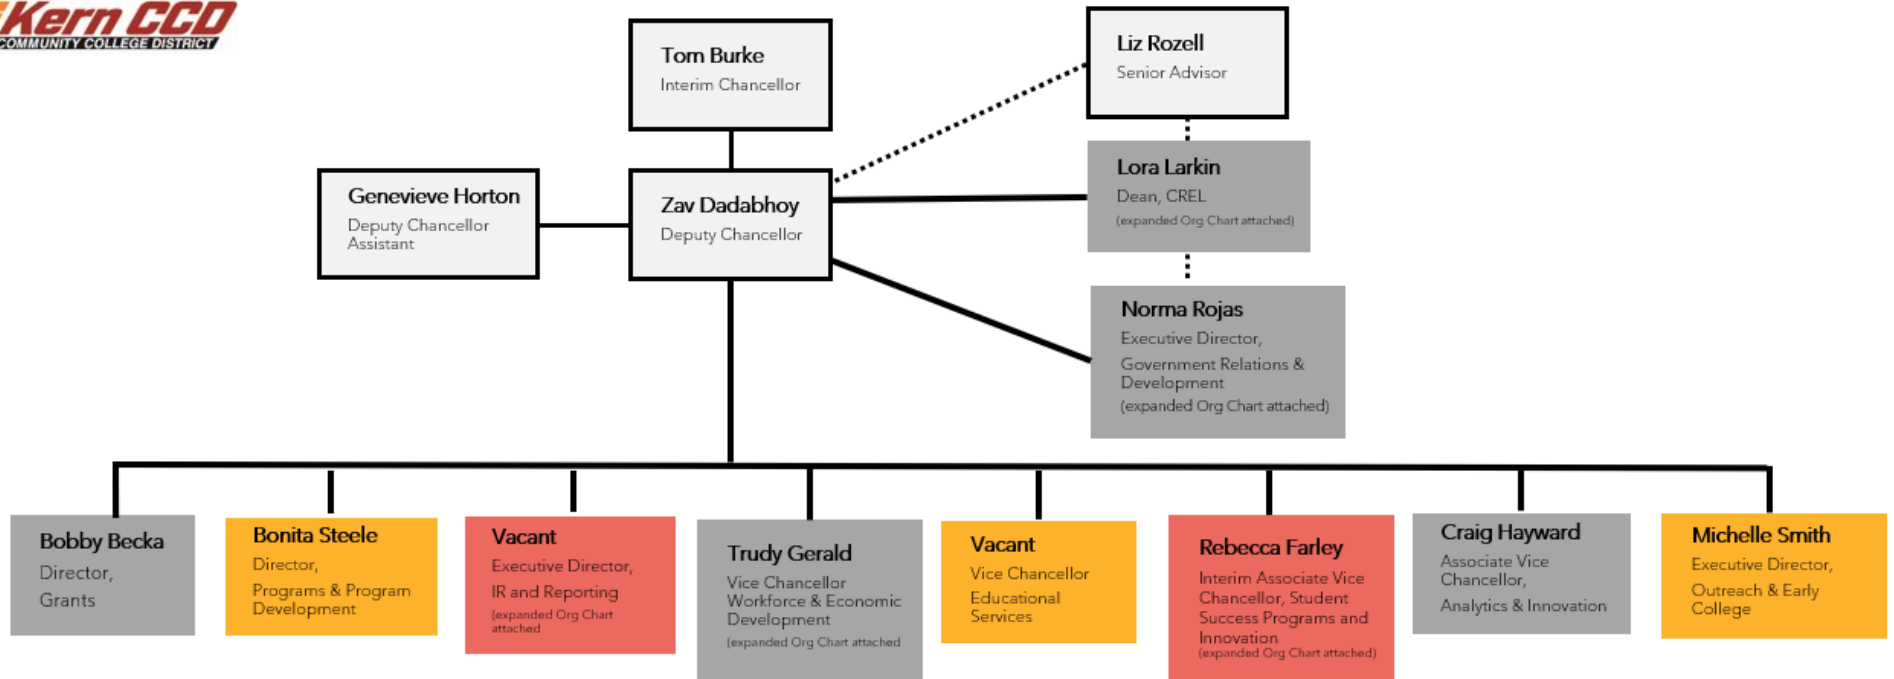 Kern CCD
COMMUNITY COLLEGE DISTRICT
Tom Burke
Interim Chancellor
Liz Rozell
Senior Advisor
Genevieve Horton
Deputy Chancellor
Assistant
Zav Dadabhoy
Deputy Chancellor
Lora Larkin
Dean, CREL
(expanded Org Chart attached)
Norma Rojas
Executive Director,
Government Relations &
Development
(expanded Org Chart attached)
Bobby Becka
Director,
Grants
Bonita Steele
Director,
Programs & Program
Development
Vacant
Executive Director,
IR and Reporting
(expanded Org Chart
attached
Trudy Gerald
Vice Chancellor
Workforce & Economic
Development
(expanded Org Chart attached
Vacant
Vice Chancellor
Educational
Services
Rebecca Farley
Interim Associate Vice
Chancellor, Student
Success Programs and
Innovation
(expanded Org Chart attached)
Craig Hayward
Associate Vice
Chancellor,
Analytics & Innovation
Michelle Smith
Executive Director,
Outreach & Early
College